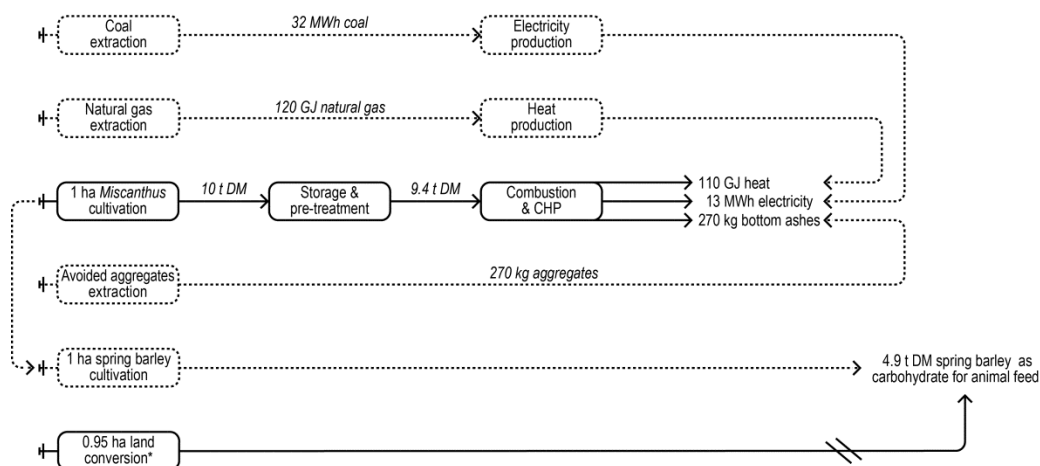 Coal
extraction
32 MWh coal
Electricity
production
Natural gas
extraction
120 GJ natural gas
Heat
production
1 ha Miscanthus
cultivation
10 t DM
Storage &
pre-treatment
9.4 t DM
Combustion
& CHP
110 GJ heat
13 MWh electricity
270 kg bottom ashes
Avoided aggregates
extraction
270 kg aggregates
1 ha spring barley
cultivation
4.9 t DM spring barley as
carbohydrate for animal feed
0.95 ha land
conversion*